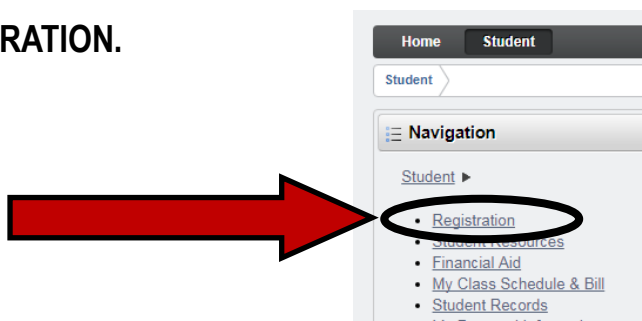 RATION.
Home Student
Student
Navigation
Student
Registration
Student Resources
Financial Aid
My Class Schedule & Bill
Student Records